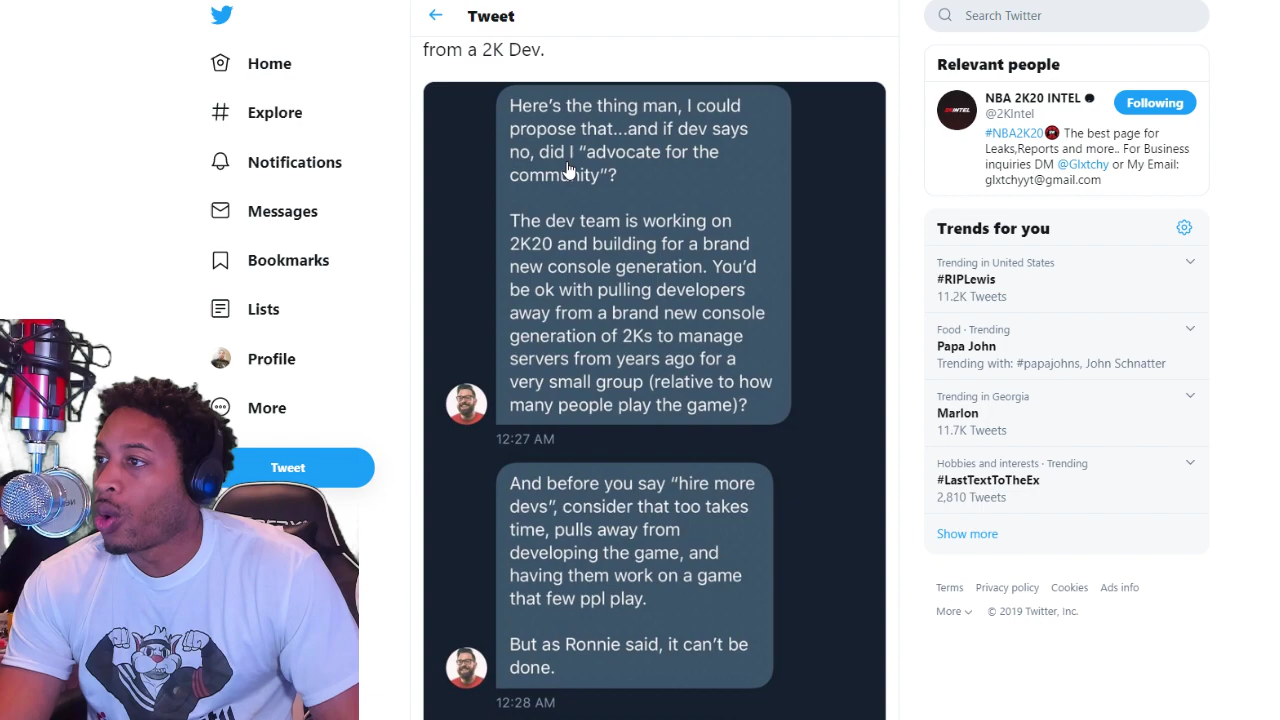 Home
Explore
Notifications
Messages
Bookmarks
Lists
Profile
More
Tweet
Tweet
from a 2K Dev.
Here's the thing man, I could
propose that...and if dev says
no, did I "advocate for the
community"?
The dev team is working on
2K20 and building for a brand
new console generation. You'd
be ok with pulling developers
away from a brand new console
generation of 2Ks to manage
servers from years ago for a
very small group (relative to how
many people play the game)?
12:27 AM
And before you say "hire more
devs", consider that too takes
time, pulls away from
developing the game, and
having them work on a game
that few ppl play.
But as Ronnie said, it can't be
done.
12:28 AM
Search Twitter
Relevant people
NBA 2K20 INTEL
@2KIntel
Following
#NBA2K20 The best page for
Leaks,Reports and more.. For Business
inquiries DM @Glxtchy or My Email:
glxtchyyt@gmail.com
Trends for you
Trending in United States
#RIPLewis
11.2K Tweets
Food · Trending
Papa John
Trending with: #papajohns, John Schnatter
Trending in Georgia
Marlon
11.7K Tweets
Hobbies and interests · Trending
#LastTextToTheEx
2,810 Tweets
Show more
Terms Privacy policy Cookies Ads info
More © 2019 Twitter, Inc.